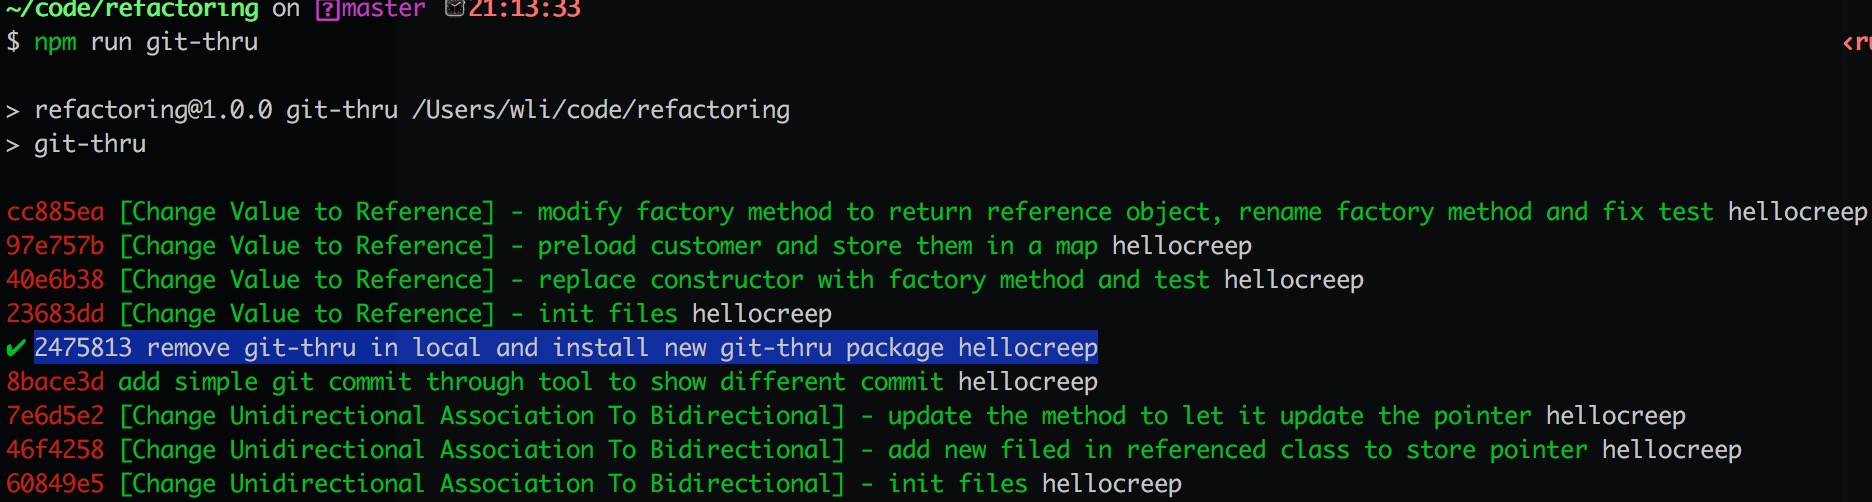 ~/code/refactoring on master 21:13:33
$ npm run git-thru
> refactoring@1.0.0 git-thru /Users/wli/code/refactoring
> git-thru
cc885ea [Change Value to Reference] - modify factory method to return reference object, rename factory method and fix test hellocreep
97e757b [Change Value to Reference] - preload customer and store them in a map hellocreep
40e6b38 [Change Value to Reference] - replace constructor with factory method and test hellocreep
23683dd [Change Value to Reference] - init files hellocreep
✔ 2475813 remove git-thru in local and install new git-thru package hellocreep
8bace3d add simple git commit through tool to show different commit hellocreep
7e6d5e2 [Change Unidirectional Association To Bidirectional] - update the method to let it update the pointer hellocreep
46f4258 [Change Unidirectional Association To Bidirectional] - add new filed in referenced class to store pointer hellocreep
60849e5 [Change Unidirectional Association To Bidirectional] - init files hellocreep